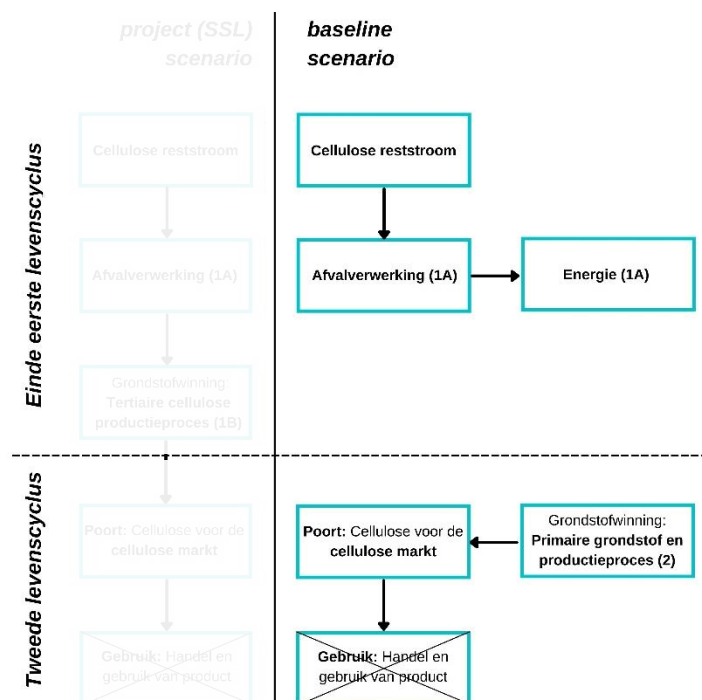 project (SSL)
scenario
baseline
scenario
Einde eerste levenscyclus
Cellulose reststroom
Cellulose reststroom
Afvalverwerking (1A)
Afvalverwerking (1A)
Energie (1A)
Grondstofwinning:
Tertiaire cellulose
productieproces (1B)
Tweede levenscyclus
Poort: Cellulose voor de
cellulose markt
Poort: Cellulose voor de
cellulose markt
Grondstofwinning:
Primaire grondstof en
productieproces (2)
Gebruik: Handel en
gebruik van product
Gebruik: Handel en
gebruik van product